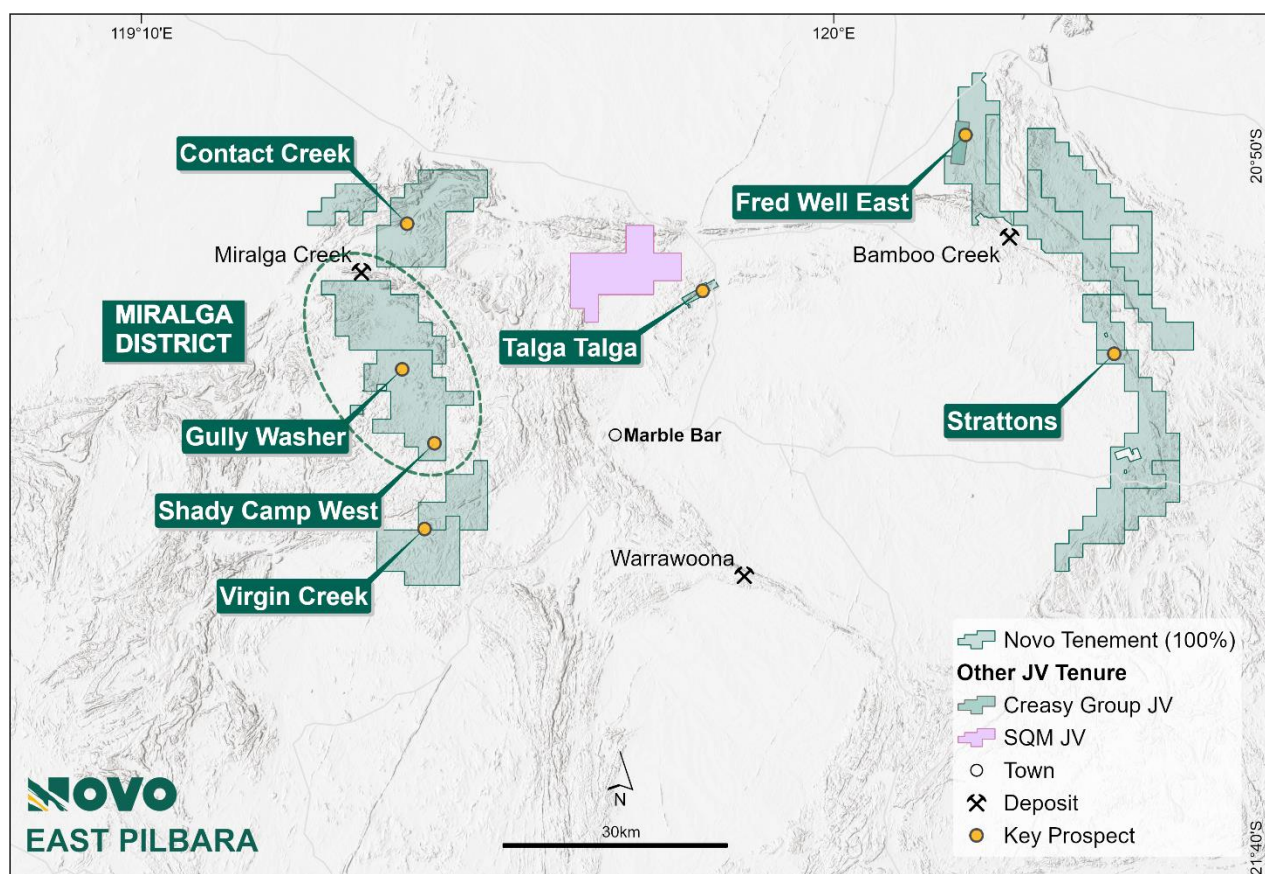 119°10'E
120°E
20°50'S
Contact Creek
Fred Well East
Miralga Creek
Bamboo Creek
MIRALGA
DISTRICT
Talga Talga
Gully Washer
Marble Bar
Strattons
Shady Camp West
Warrawoona
Virgin Creek
Novo Tenement (100%)
Other JV Tenure
Creasy Group JV
SQM JV
Town
Deposit
Key Prospect
N
30km
NOVO
EAST PILBARA
21°40'S